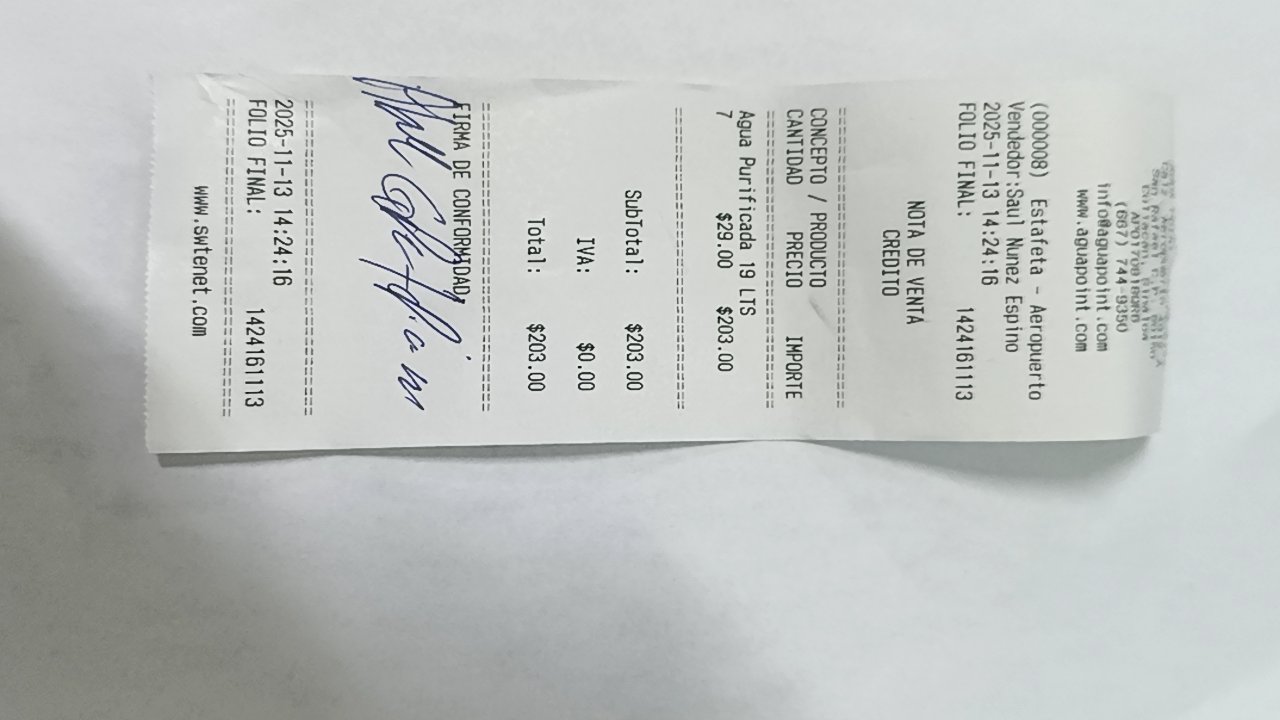 (667) 744-9350
info@aguapoint.com
www.aguapoint.com
(000008) Estafeta - Aeropuerto
Vendedor:Saul Nunez Espino
2025-11-13 14:24:16
FOLIO FINAL: 1424161113
NOTA DE VENTA
CREDITO
==============================
CONCEPTO / PRODUCTO
CANTIDAD PRECIO IMPORTE
==============================
Agua Purificada 19 LTS
7 $29.00 $203.00
==============================
SubTotal: $203.00
IVA: $0.00
Total: $203.00
==============================
FIRMA DE CONFORMIDAD,
==============================
2025-11-13 14:24:16
FOLIO FINAL: 1424161113
==============================
www.swtenet.com